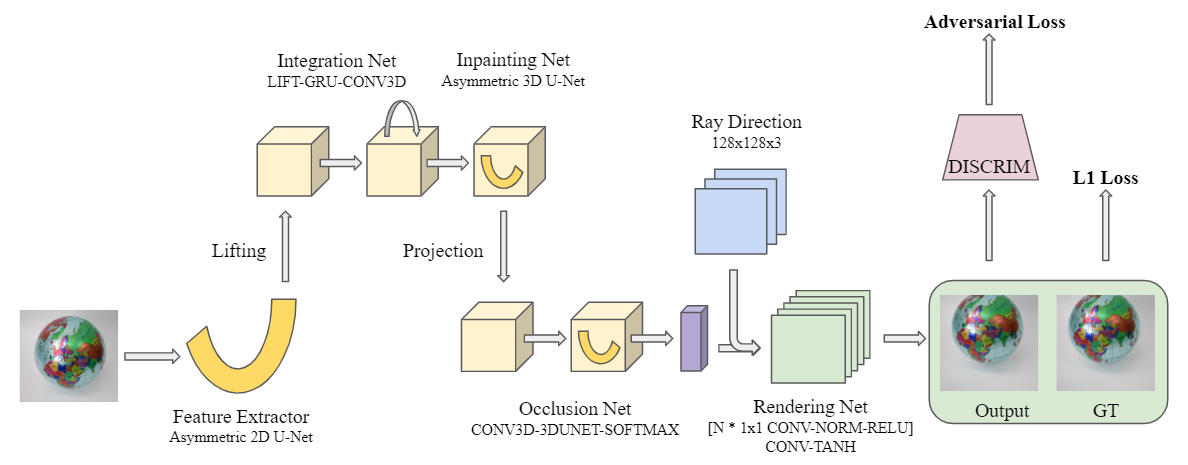 Adversarial Loss
Integration Net
LIFT-GRU-CONV3D
Inpainting Net
Asymmetric 3D U-Net
Ray Direction
128x128x3
DISCRIM
L1 Loss
Lifting
Projection
Feature Extractor
Asymmetric 2D U-Net
Occlusion Net
CONV3D-3DUNET-SOFTMAX
Rendering Net
[N * 1x1 CONV-NORM-RELU]
CONV-TANH
Output
GT